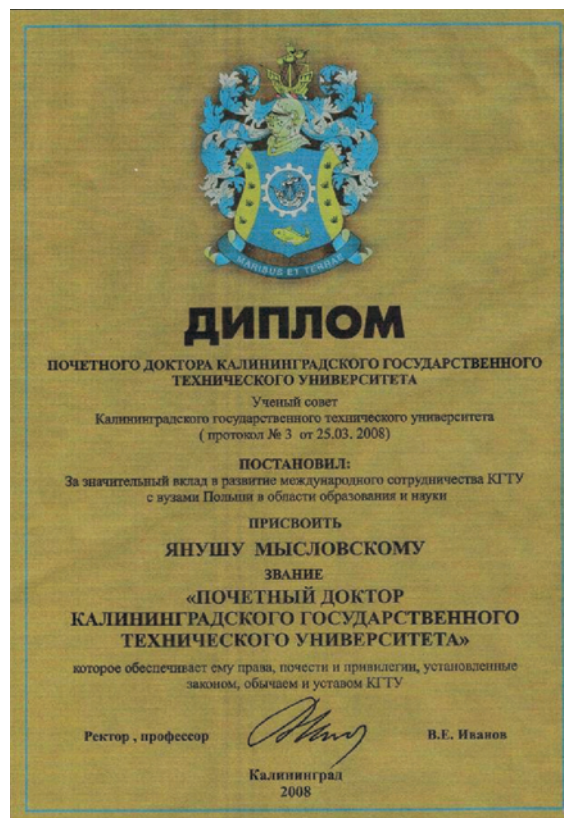 MARIBUS ET TERRAE
ДИПЛОМ
ПОЧЕТНОГО ДОКТОРА КАЛИНИНГРАДСКОГО ГОСУДАРСТВЕННОГО
ТЕХНИЧЕСКОГО УНИВЕРСИТЕТА
Ученый совет
Калининградского государственного технического университета
( протокол № 3 от 25.03. 2008)
ПОСТАНОВИЛ:
За значительный вклад в развитие международного сотрудничества КГТУ
с вузами Польши в области образования и науки
ПРИСВОИТЬ
ЯНУШУ МЫСЛОВСКОМУ
ЗВАНИЕ
«ПОЧЕТНЫЙ ДОКТОР
КАЛИНИНГРАДСКОГО ГОСУДАРСТВЕННОГО
ТЕХНИЧЕСКОГО УНИВЕРСИТЕТА»
которое обеспечивает ему права, почести и привилегии, установленные
законом, обычаем и уставом КГТУ
Ректор , профессор В.Е. Иванов
Калининград
2008